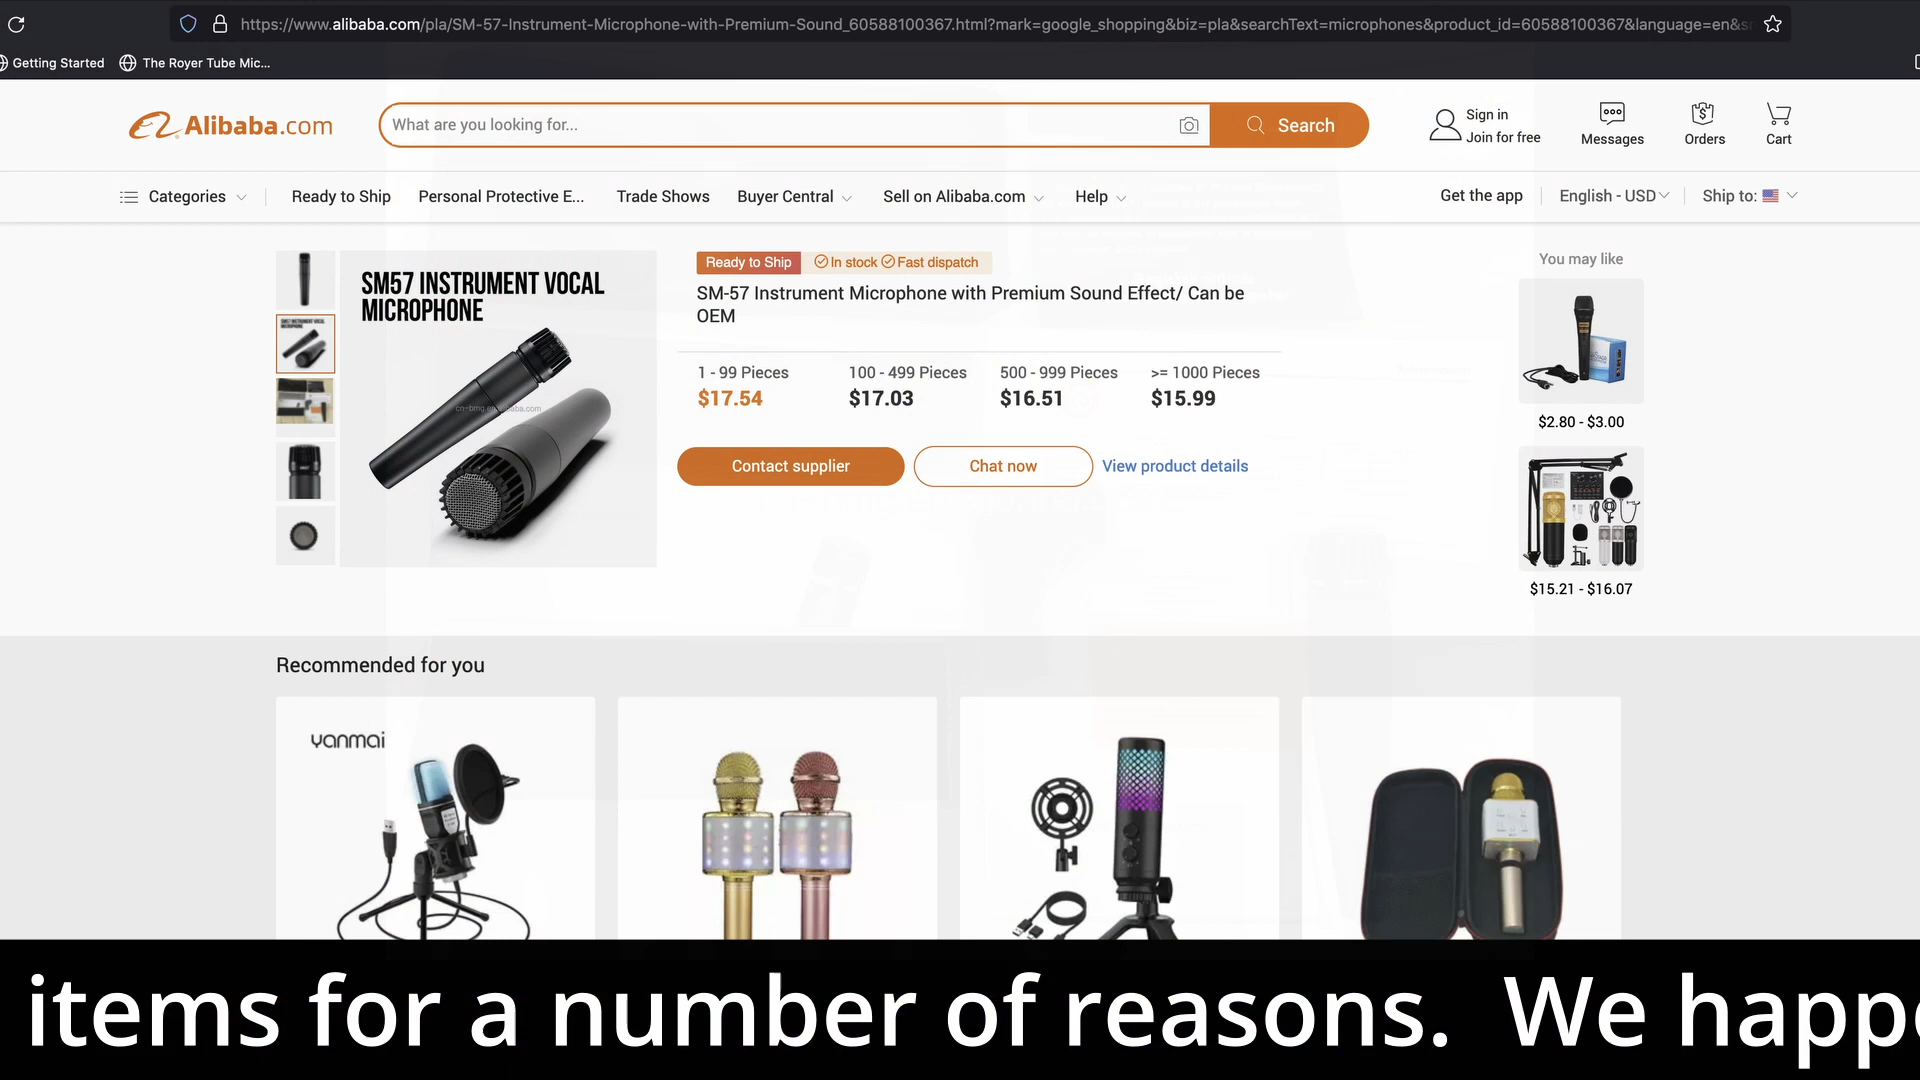 https://www.alibaba.com/pla/SM-57-Instrument-Microphone-with-Premium-Sound_60588100367.html?mark=google_shopping&biz=pla&searchText=microphones&product_id=60588100367&language=en&s
Getting Started
The Royer Tube Mic...
Alibaba.com
What are you looking for...
Search
Sign in
Join for free
Messages
Orders
Cart
Categories
Ready to Ship
Personal Protective E...
Trade Shows
Buyer Central
Sell on Alibaba.com
Help
Get the app
English - USD
Ship to:
SM57 INSTRUMENT VOCAL
MICROPHONE
Ready to Ship
In stock
Fast dispatch
SM-57 Instrument Microphone with Premium Sound Effect/ Can be
OEM
1 - 99 Pieces
$17.54
100 - 499 Pieces
$17.03
500 - 999 Pieces
$16.51
>= 1000 Pieces
$15.99
Contact supplier
Chat now
View product details
You may like
$2.80 - $3.00
$15.21 - $16.07
Recommended for you
yanmai
items for a number of reasons. We happe